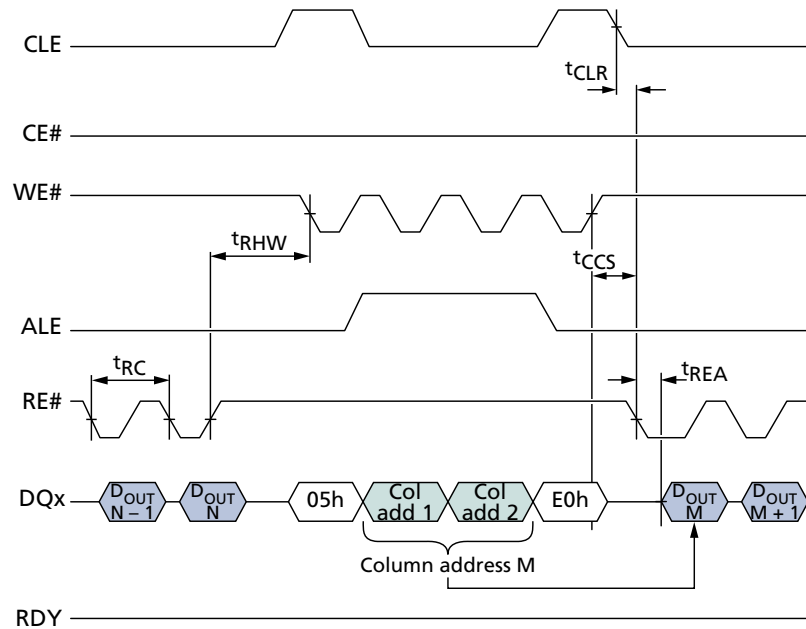 CLE
tCLR
CE#
WE#
tRHW
tCCS
ALE
tRC
tREA
RE#
DQx
DOUT
N – 1
DOUT
N
05h
Col
add 1
Col
add 2
E0h
DOUT
M
DOUT
M + 1
Column address M
RDY